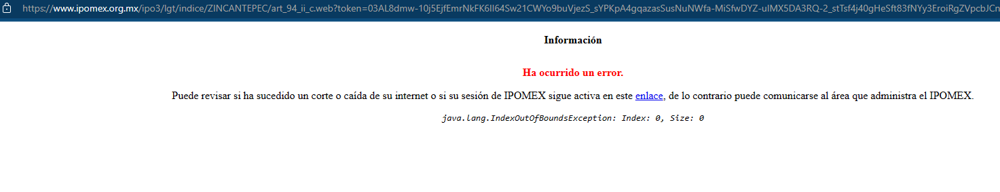 https://www.ipomex.org.mx/ipo3/lgt/indice/ZINCANTEPEC/art_94_ii_c.web?token=03AL8dmw-10j5EjfEmrNkFK6II64Sw21CWYo9buVjezS_sYPKpA4gqazasSusNuNWfa-MiSfwDYZ-uIMX5DA3RQ-2_stTsf4j40gHeSft83fNYy3EroiRgZVpcbJCn
Información
Ha ocurrido un error.
Puede revisar si ha sucedido un corte o caída de su internet o si su sesión de IPOMEX sigue activa en este enlace, de lo contrario puede comunicarse al área que administra el IPOMEX.
java.lang.IndexOutOfBoundsException: Index: 0, Size: 0